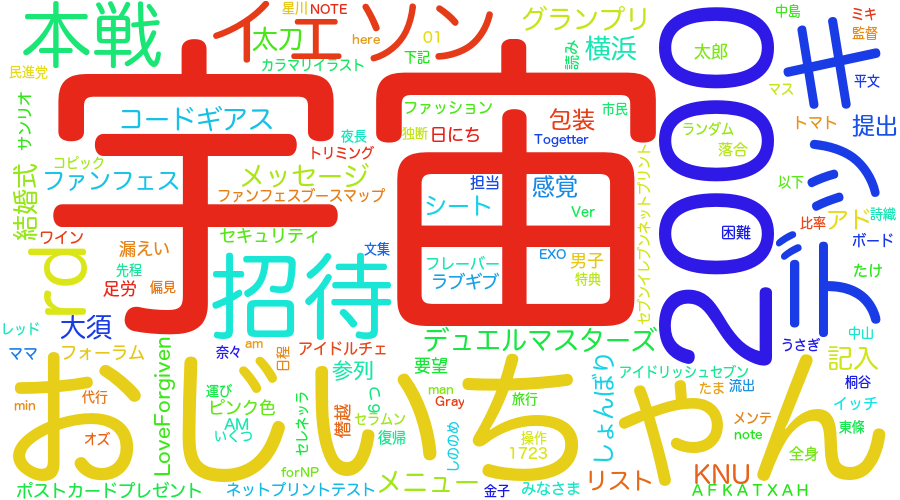 本戦
イエソン
星川
NOTE
太刀
here
01
グランプリ
カラマリイラスト
下記
読み
横浜
2000
太郎
中島
ミキ
監督
デッキ
平文
マス
民進党
サンリオ
宇宙
コードギアス
夜長
トリミング
ファッション
独断
日にち
包装
市民
Togetter
ランダム
落合
トマト
提出
コピック
ファンフェス
メッセージ
ファンフェスブースマップ
担当
感覚
シート
Ver
セブンイレブンネットプリント
以下
比率
アド
詩織
結婚式
ワイン
漏えい
セキュリティ
文集
EXO
男子
困難
ボード
rd
先程
足労
偏見
招待
フレーバー
ラブギブ
特典
たけ
レッド
大須
デュエルマスターズ
うさぎ
中山
ママ
フォーラム
奈々
am
日程
アイドルチェ
参列
要望
アイドリッシュセブン
記入
おじいちゃん
min
代行
オズ
LoveForgiven
運び
ピンク色
AM
いくつ
セレネッラ
僭越
6っ
セラムン
復帰
man
Gray
しののめ
旅行
操作
1723
しょんぼり
たま
流出
桐谷
イッチ
メンテ
note
東條
全身
forNP
ポストカードプレゼント
ネットプリントテスト
メニュー
金子
みなさま
リスト
KNU
AFKATXAH